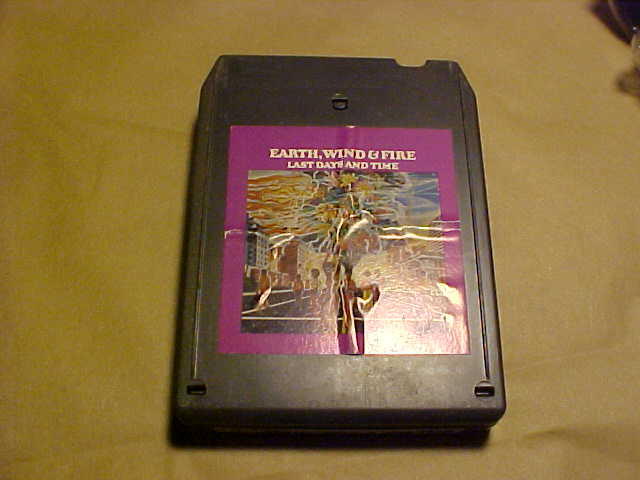 EARTH, WIND & FIRE
LAST DAYS AND TIME